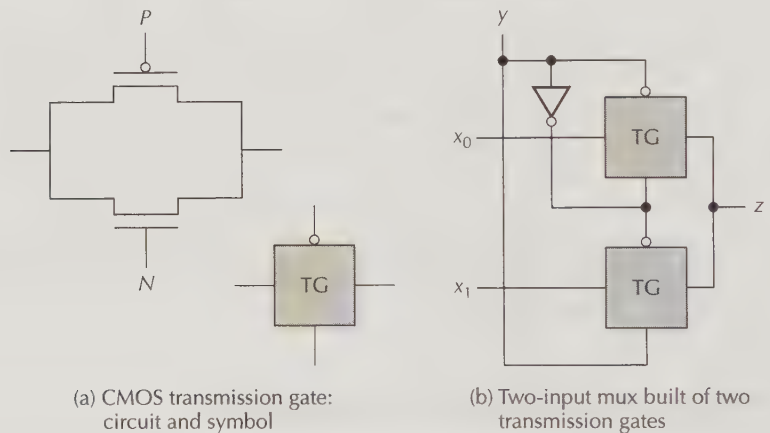 P
N
TG
(a) CMOS transmission gate:
circuit and symbol
y
x0
TG
z
x1
TG
(b) Two-input mux built of two
transmission gates